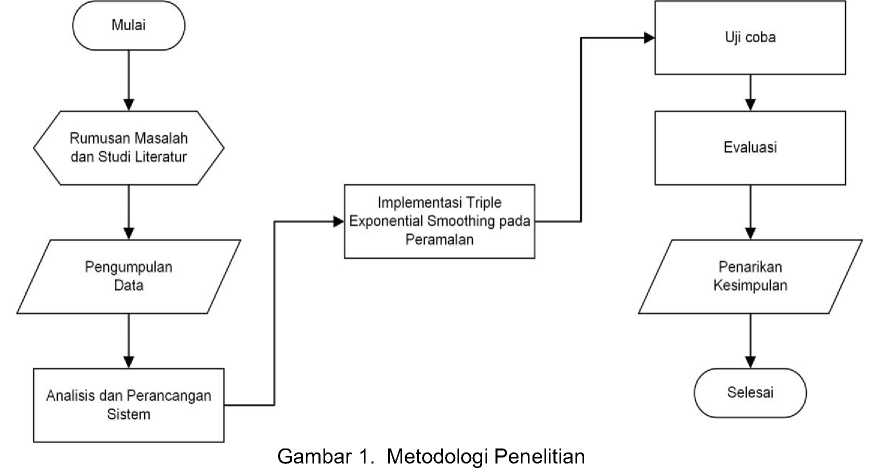 Mulai
Rumusan Masalah
dan Studi Literatur
Pengumpulan
Data
Analisis dan Perancangan
Sistem
Implementasi Triple
Exponential Smoothing pada
Peramalan
Uji coba
Evaluasi
Penarikan
Kesimpulan
Selesai
Gambar 1.  Metodologi Penelitian